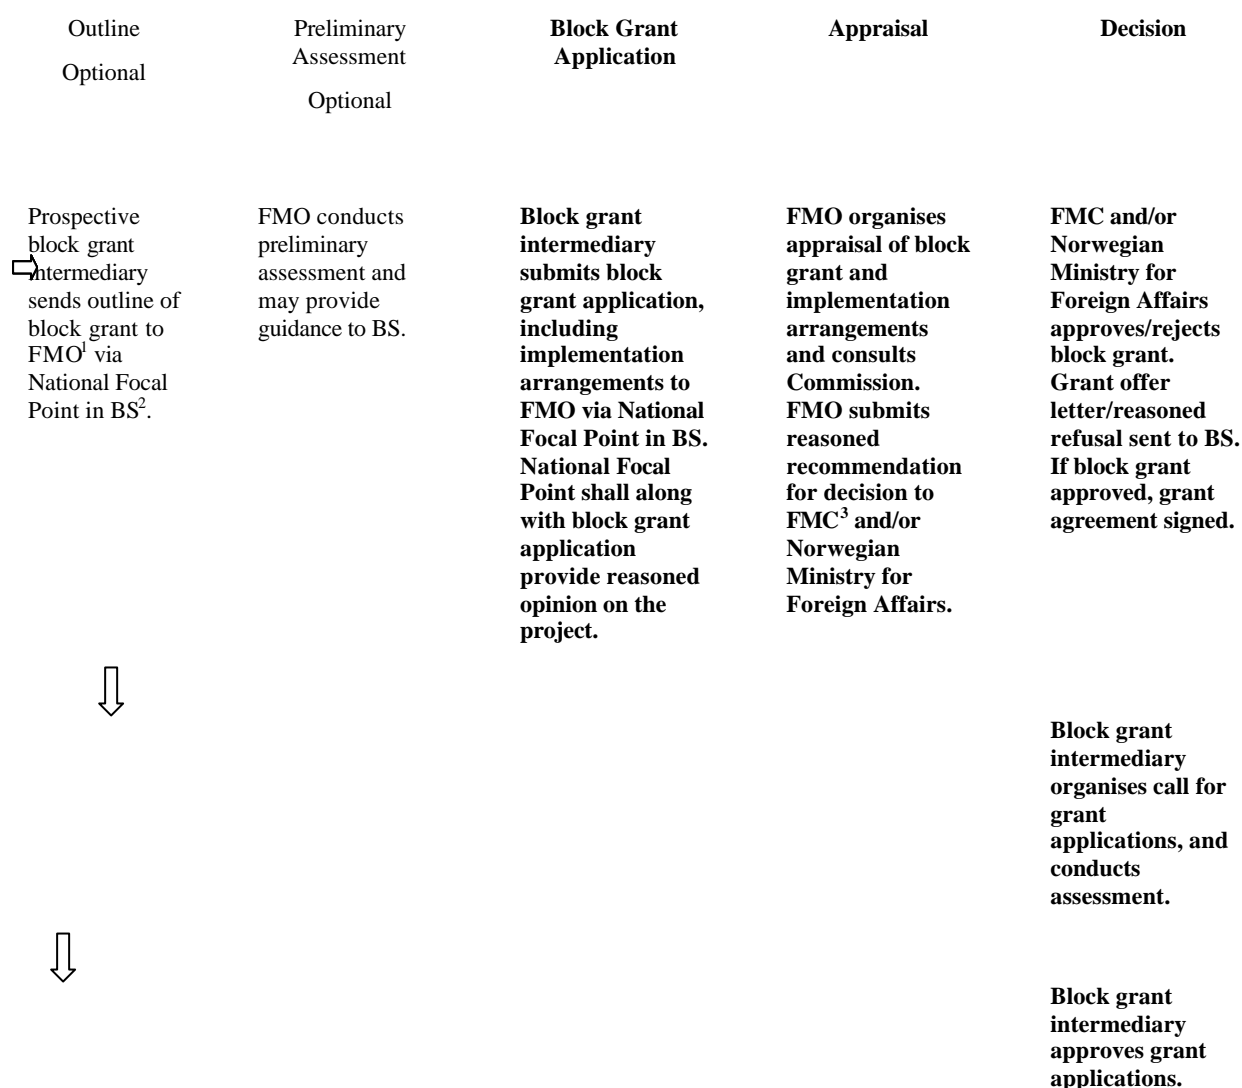 Outline
Optional
Preliminary
Assessment
Optional
Block Grant
Application
Appraisal
Decision
Prospective
block grant
intermediary
sends outline of
block grant to
FMO1 via
National Focal
Point in BS2.
FMO conducts
preliminary
assessment and
may provide
guidance to BS.
Block grant
intermediary
submits block
grant application,
including
implementation
arrangements to
FMO via National
Focal Point in BS.
National Focal
Point shall along
with block grant
application
provide reasoned
opinion on the
project.
FMO organises
appraisal of block
grant and
implementation
arrangements
and consults
Commission.
FMO submits
reasoned
recommendation
for decision to
FMC3 and/or
Norwegian
Ministry for
Foreign Affairs.
FMC and/or
Norwegian
Ministry for
Foreign Affairs
approves/rejects
block grant.
Grant offer
letter/reasoned
refusal sent to BS.
If block grant
approved, grant
agreement signed.
Block grant
intermediary
organises call for
grant
applications, and
conducts
assessment.
Block grant
intermediary
approves grant
applications.